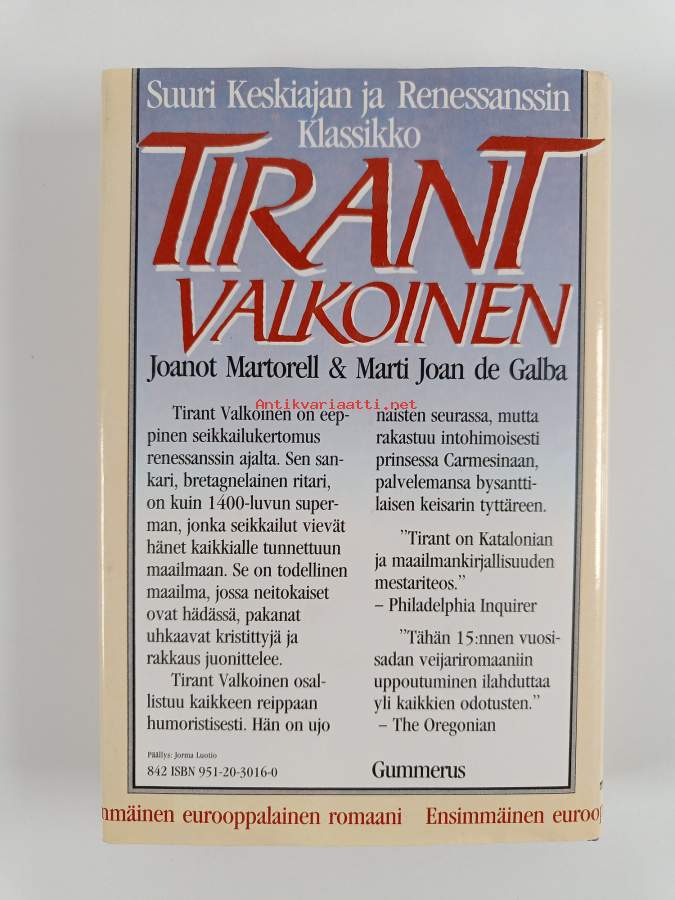 Suuri Keskiajan ja Renessanssin
Klassikko
TIRANT
VALKOINEN
Joanot Martorell & Marti Joan de Galba
Antikvariaatti.net
Tirant Valkoinen on eep-
pinen seikkailukertomus
renessanssin ajalta. Sen san-
kari, bretagnelainen ritari,
on kuin 1400-luvun super-
man, jonka seikkailut vievät
hänet kaikkialle tunnettuun
maailmaan. Se on todellinen
maailma, jossa neitokaiset
ovat hädässä, pakanat
uhkaavat kristittyjä ja
rakkaus juonittelee.
Tirant Valkoinen osal-
listuu kaikkeen reippaan
humoristisesti. Hän on ujo
naisten seurassa, mutta
rakastuu intohimoisesti
prinsessa Carmesinaan,
palvelemansa bysantti-
laisen keisarin tyttäreen.
"Tirant on Katalonian
ja maailmankirjallisuuden
mestariteos."
– Philadelphia Inquirer
"Tähän 15:nnen vuosi-
sadan veijariromaaniin
uppoutuminen ilahduttaa
yli kaikkien odotusten."
– The Oregonian
Päällys: Jorma Luotio
842 ISBN 951-20-3016-0
Gummerus
mmäinen eurooppalainen romaani Ensimmäinen euroop